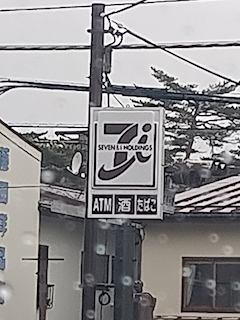 7i
SEVEN & i HOLDINGS
ATM 酒 たばこ